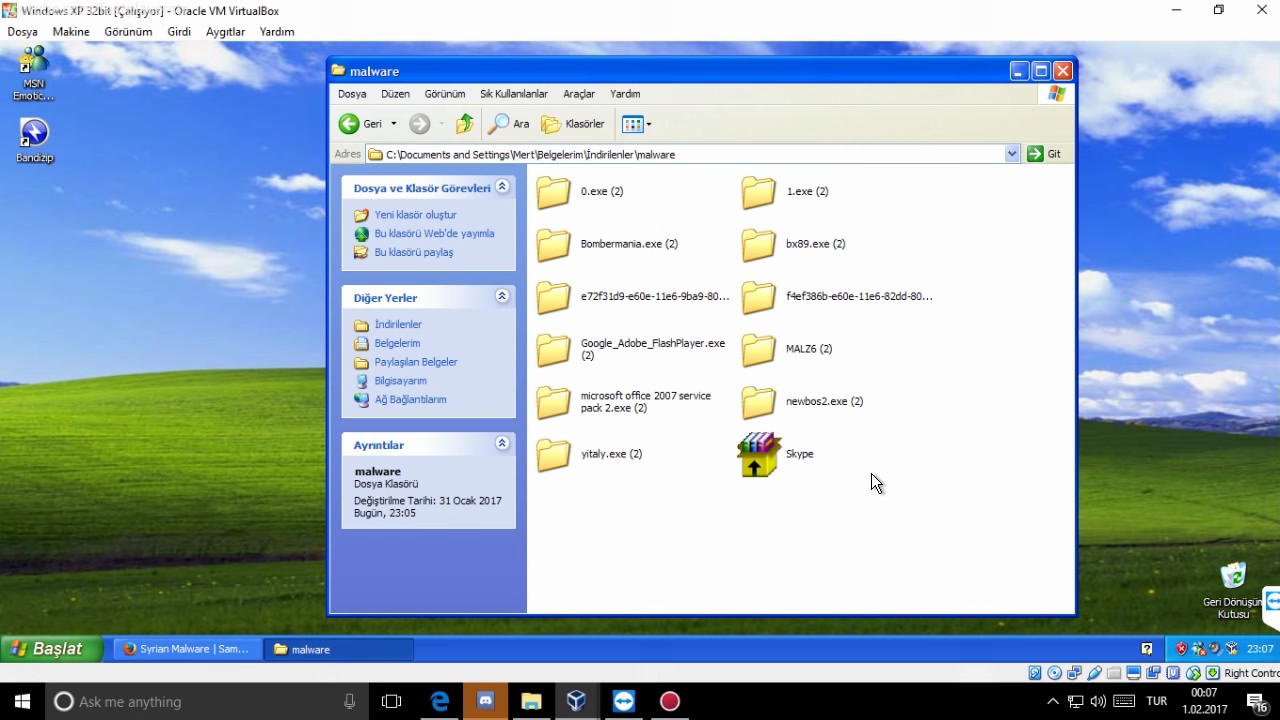 Windows XP 32bit [Çalışıyor] - Oracle VM VirtualBox
Dosya Makine Görünüm Girdi Aygıtlar Yardım
MSN
Emotic...
Bandizip
malware
Dosya Düzen Görünüm Sık Kullanılanlar Araçlar Yardım
Geri Ara Klasörler
Adres C:\Documents and Settings\Mert\Belgelerim\İndirilenler\malware Git
Dosya ve Klasör Görevleri
Yeni klasör oluştur
Bu klasörü Web'de yayımla
Bu klasörü paylaş
Diğer Yerler
İndirilenler
Belgelerim
Paylaşılan Belgeler
Bilgisayarım
Ağ Bağlantılarım
Ayrıntılar
malware
Dosya Klasörü
Değiştirilme Tarihi: 31 Ocak 2017
Bugün, 23:05
0.exe (2) 1.exe (2)
Bombermania.exe (2) bx89.exe (2)
e72f31d9-e60e-11e6-9ba9-80... f4ef386b-e60e-11e6-82dd-80...
Google_Adobe_FlashPlayer.exe
(2)
MALZ6 (2)
microsoft office 2007 service
pack 2.exe (2)
newbos2.exe (2)
yitaly.exe (2) Skype
Geri Dönüşüm
Kutusu
Başlat Syrian Malware | Sam... malware 23:07
Right Contro
Ask me anything TUR 00:07
1.02.2017 16